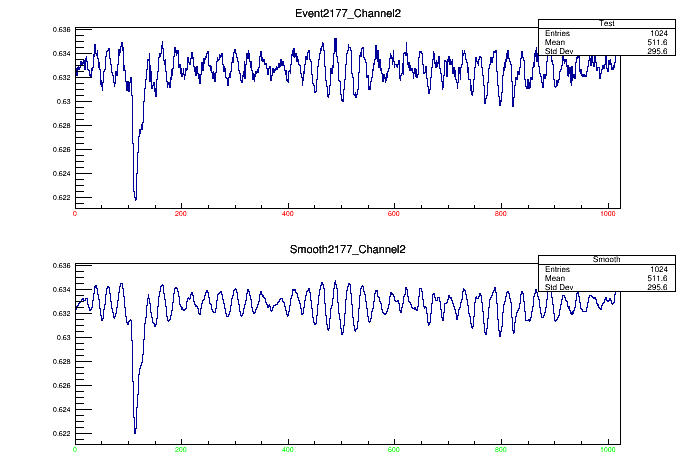 Event2177_Channel2
Test
Entries 1024
Mean 511.6
Std Dev 295.6
0.636
0.634
0.632
0.63
0.628
0.626
0.624
0.622
0 200 400 600 800 1000
Smooth2177_Channel2
Smooth
Entries 1024
Mean 511.6
Std Dev 295.6
0.636
0.634
0.632
0.63
0.628
0.626
0.624
0.622
0 200 400 600 800 1000